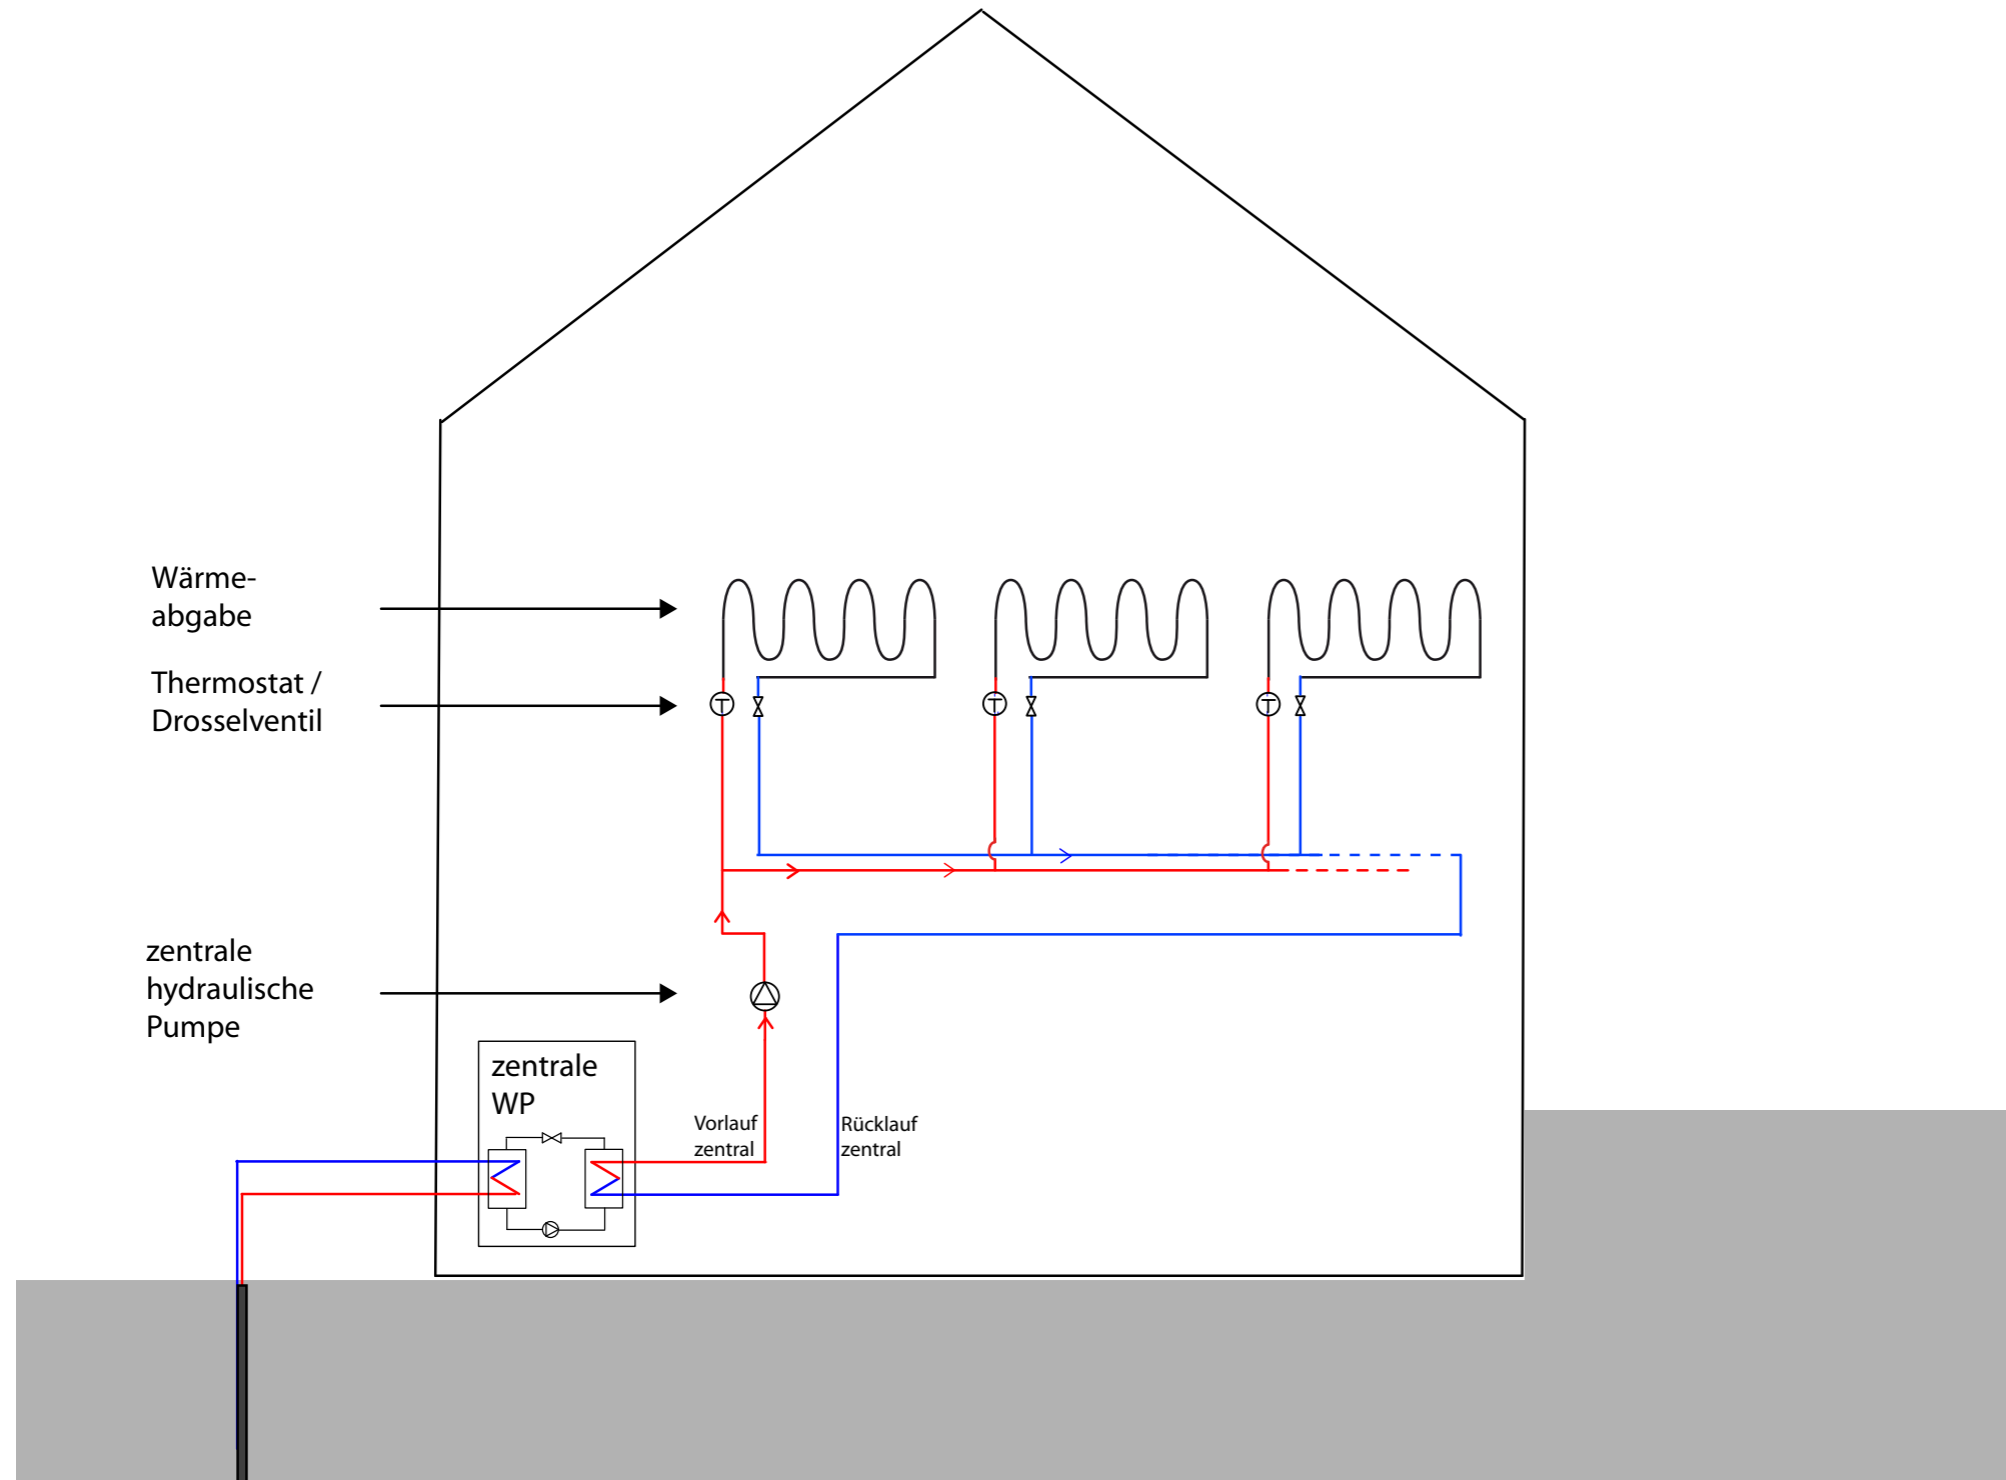 Wärme-
abgabe
Thermostat /
Drosselventil
T
T
T
zentrale
hydraulische
Pumpe
zentrale
WP
Vorlauf
zentral
Rücklauf
zentral